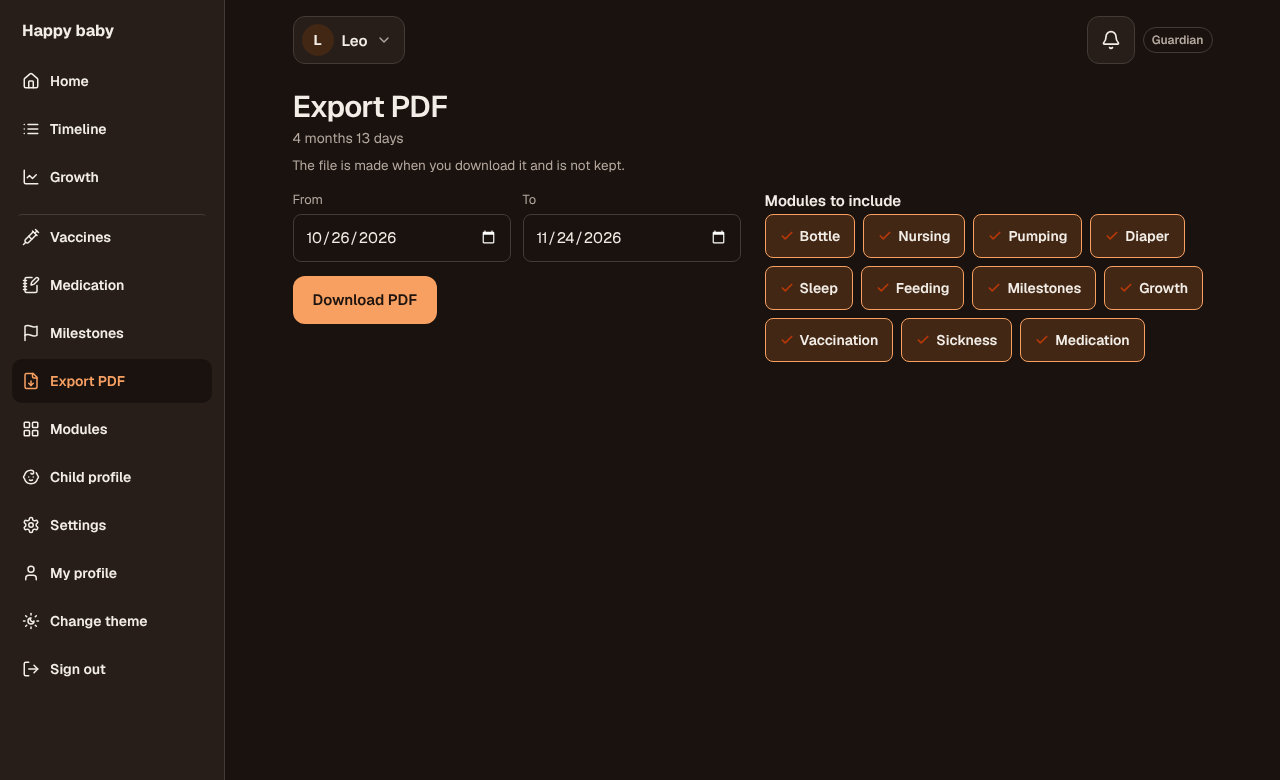 Happy baby
Home
Timeline
Growth
Vaccines
Medication
Milestones
Export PDF
Modules
Child profile
Settings
My profile
Change theme
Sign out
L Leo
Guardian
Export PDF
4 months 13 days
The file is made when you download it and is not kept.
From To
10/26/2026 11/24/2026
Download PDF
Modules to include
Bottle Nursing Pumping Diaper
Sleep Feeding Milestones Growth
Vaccination Sickness Medication